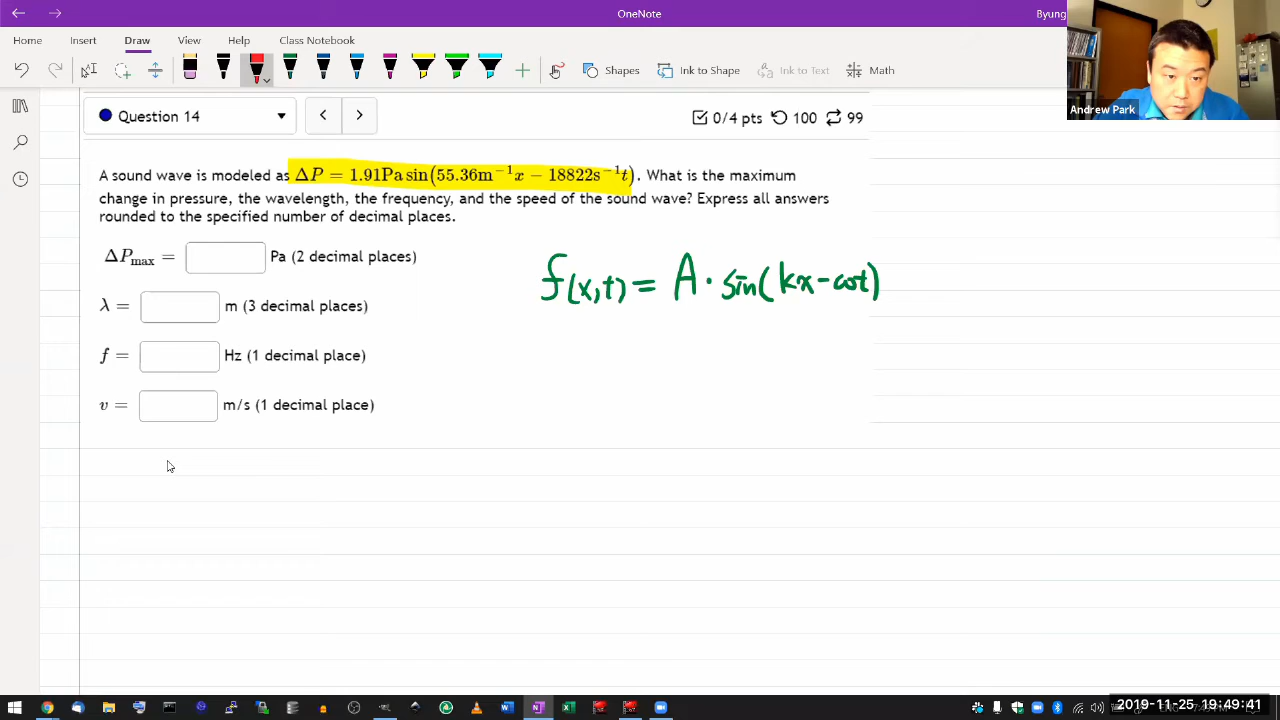 OneNote
Byung
Home Insert Draw View Help Class Notebook
Shapes Ink to Shape Ink to Text Math
Andrew Park
Question 14
0/4 pts 100 99
A sound wave is modeled as ΔP = 1.91Pa sin(55.36m⁻¹x − 18822s⁻¹t). What is the maximum
change in pressure, the wavelength, the frequency, and the speed of the sound wave? Express all answers
rounded to the specified number of decimal places.
ΔPmax = Pa (2 decimal places)
f(x,t) = A · sin(kx-ωt)
λ = m (3 decimal places)
f = Hz (1 decimal place)
v = m/s (1 decimal place)
2019-11-25 19:49:41